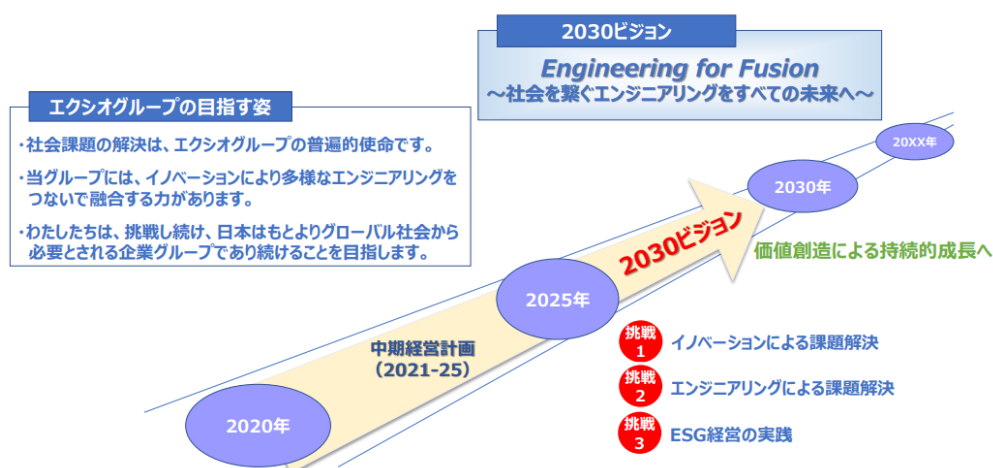 2030ビジョン
Engineering for Fusion
～社会を繋ぐエンジニアリングをすべての未来へ～
エクシオグループの目指す姿
・社会課題の解決は、エクシオグループの普遍的使命です。
・当グループには、イノベーションにより多様なエンジニアリングを
つないで融合する力があります。
・わたしたちは、挑戦し続け、日本はもとよりグローバル社会から
必要とされる企業グループであり続けることを目指します。
20XX年
2030年
2030ビジョン
価値創造による持続的成長へ
2025年
中期経営計画
（2021-25）
2020年
挑戦
1
イノベーションによる課題解決
挑戦
2
エンジニアリングによる課題解決
挑戦
3
ESG経営の実践